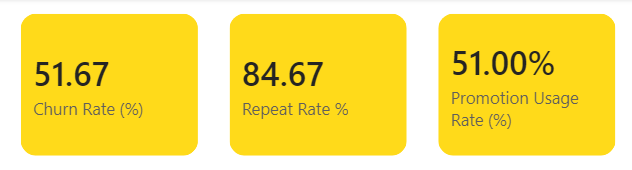 51.67
Churn Rate (%)
84.67
Repeat Rate %
51.00%
Promotion Usage
Rate (%)